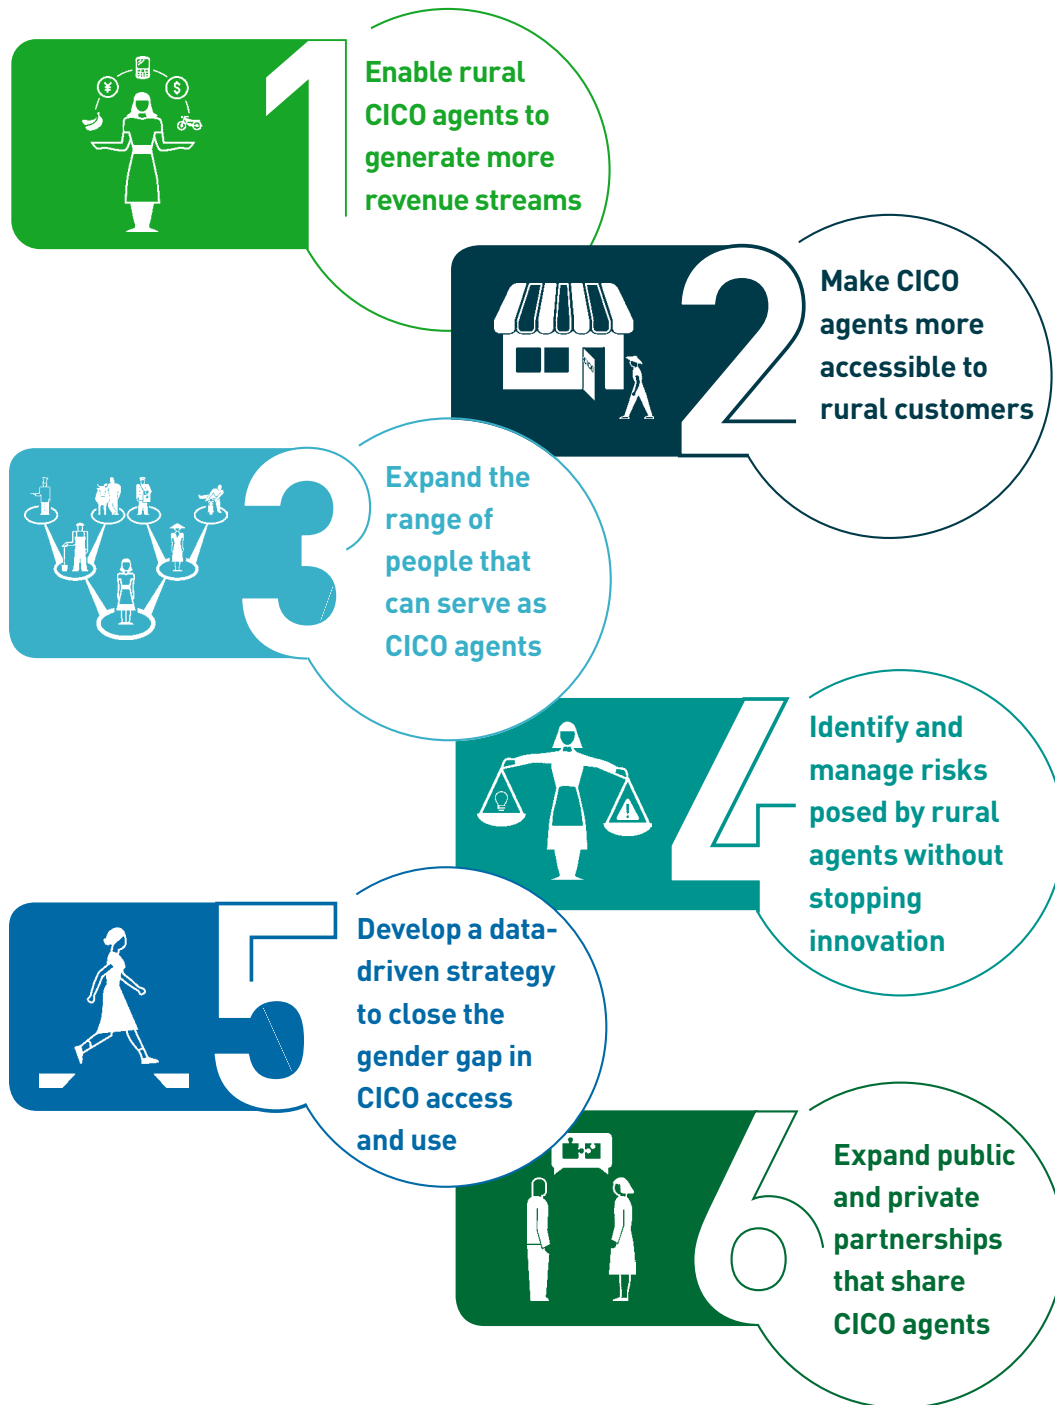 1
Enable rural
CICO agents to
generate more
revenue streams
¥
$
2
Make CICO
agents more
accessible to
rural customers
3
Expand the
range of
people that
can serve as
CICO agents
4
Identify and
manage risks
posed by rural
agents without
stopping
innovation
5
Develop a data-
driven strategy
to close the
gender gap in
CICO access
and use
6
Expand public
and private
partnerships
that share
CICO agents